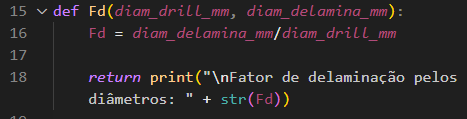 15 def Fd(diam_drill_mm, diam_delamina_mm):
16 Fd = diam_delamina_mm/diam_drill_mm
17
18 return print("\nFator de delaminação pelos
diâmetros: " + str(Fd))